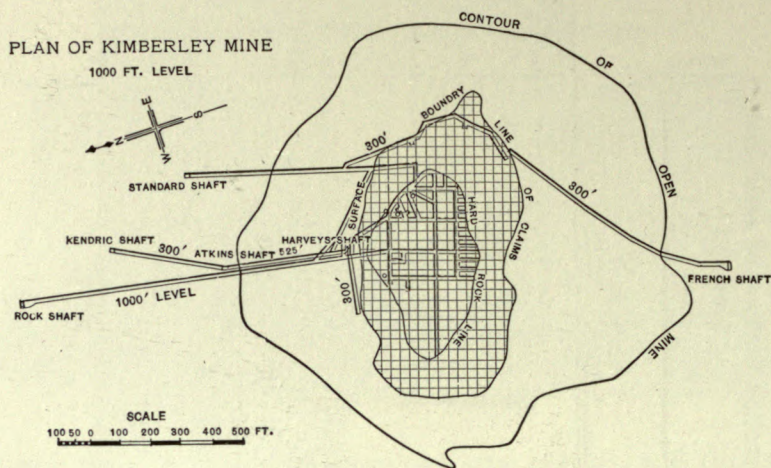 PLAN OF KIMBERLEY MINE
1000 FT. LEVEL
N
E
S
W
CONTOUR OF OPEN MINE
SURFACE BOUNDRY LINE OF CLAIMS
300'
300'
STANDARD SHAFT
HARD ROCK LINE
KENDRIC SHAFT
300'
ATKINS SHAFT 525'
HARVEYS SHAFT
300'
1000' LEVEL
ROCK SHAFT
FRENCH SHAFT
SCALE
100 50 0 100 200 300 400 500 FT.